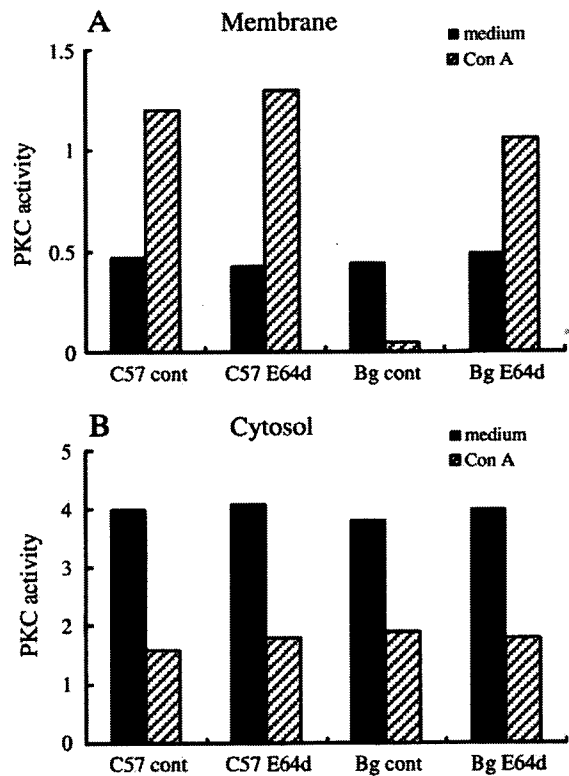 A Membrane
medium
Con A
PKC activity
1.5
1
0.5
0
C57 cont C57 E64d Bg cont Bg E64d
B Cytosol
medium
Con A
PKC activity
5
4
3
2
1
0
C57 cont C57 E64d Bg cont Bg E64d